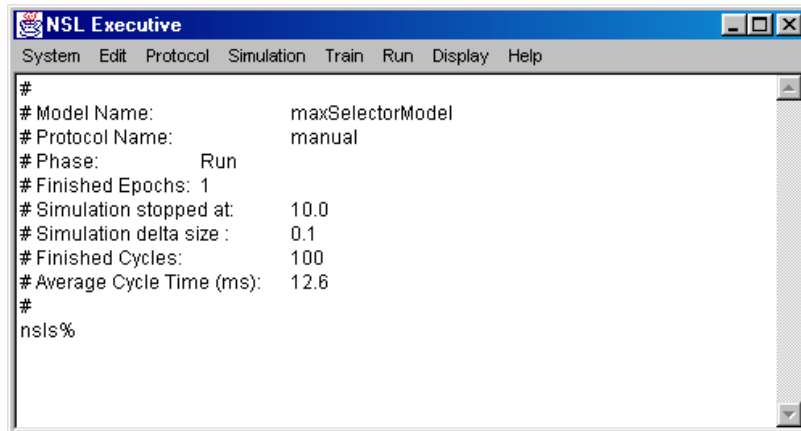 NSL Executive
System Edit Protocol Simulation Train Run Display Help
#
# Model Name: maxSelectorModel
# Protocol Name: manual
# Phase: Run
# Finished Epochs: 1
# Simulation stopped at: 10.0
# Simulation delta size : 0.1
# Finished Cycles: 100
# Average Cycle Time (ms): 12.6
#
nsls%